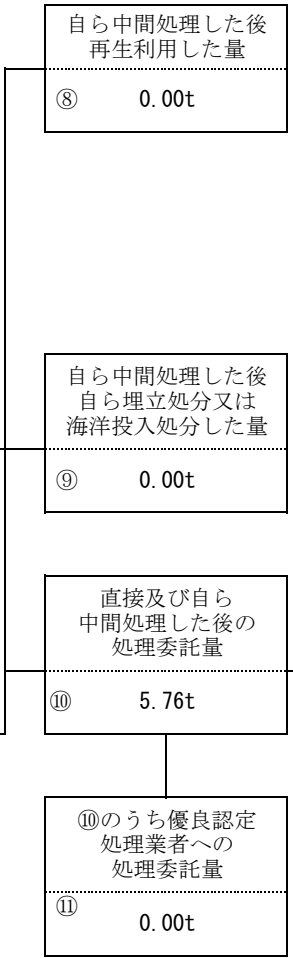 自ら中間処理した後
再生利用した量
⑧ 0.00t
自ら中間処理した後
自ら埋立処分又は
海洋投入処分した量
⑨ 0.00t
直接及び自ら
中間処理した後の
処理委託量
⑩ 5.76t
⑩のうち優良認定
処理業者への
処理委託量
⑪ 0.00t